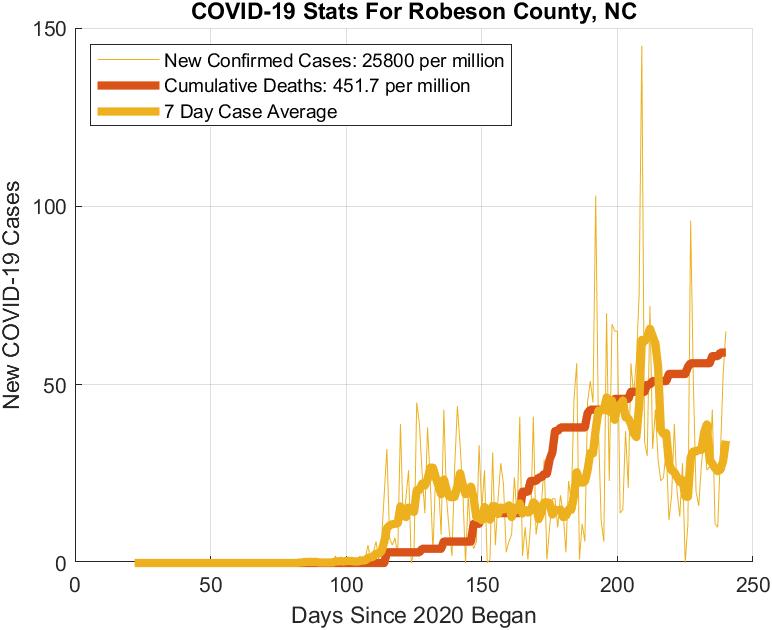 COVID-19 Stats For Robeson County, NC
New Confirmed Cases: 25800 per million
Cumulative Deaths: 451.7 per million
7 Day Case Average
New COVID-19 Cases
150
100
50
0
0 50 100 150 200 250
Days Since 2020 Began